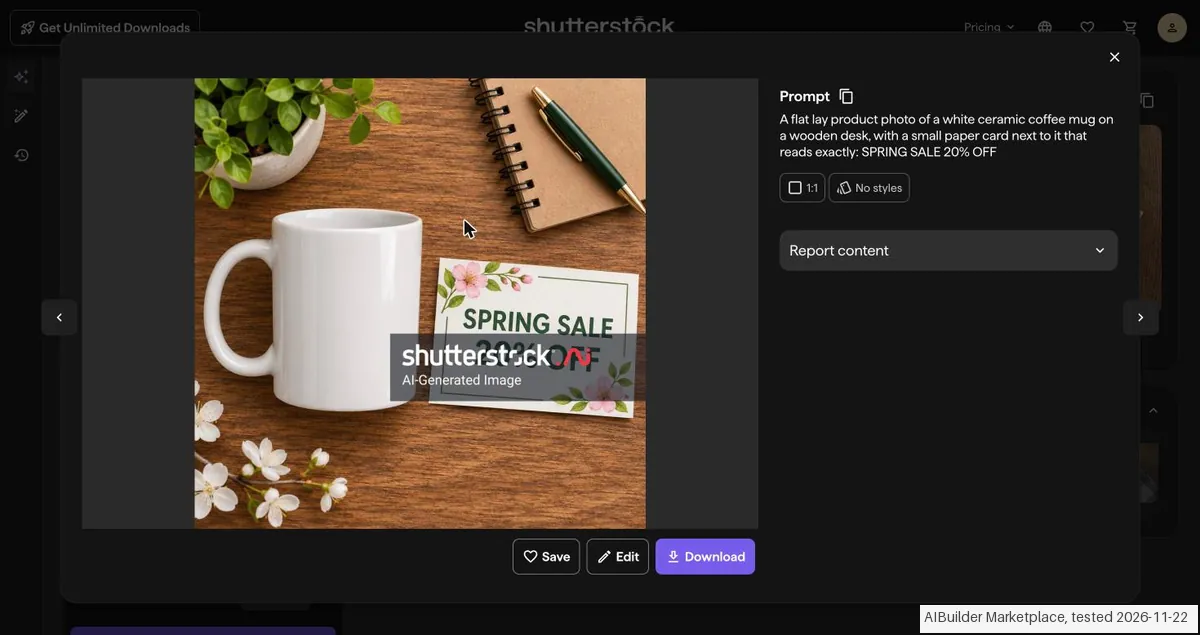 Get Unlimited Downloads
shutterstock
Pricing
Prompt
A flat lay product photo of a white ceramic coffee mug on
a wooden desk, with a small paper card next to it that
reads exactly: SPRING SALE 20% OFF
1:1
No styles
Report content
SPRING SALE
20% OFF
shutterstock
AI-Generated Image
Save
Edit
Download
AIBuilder Marketplace, tested 2026-11-22